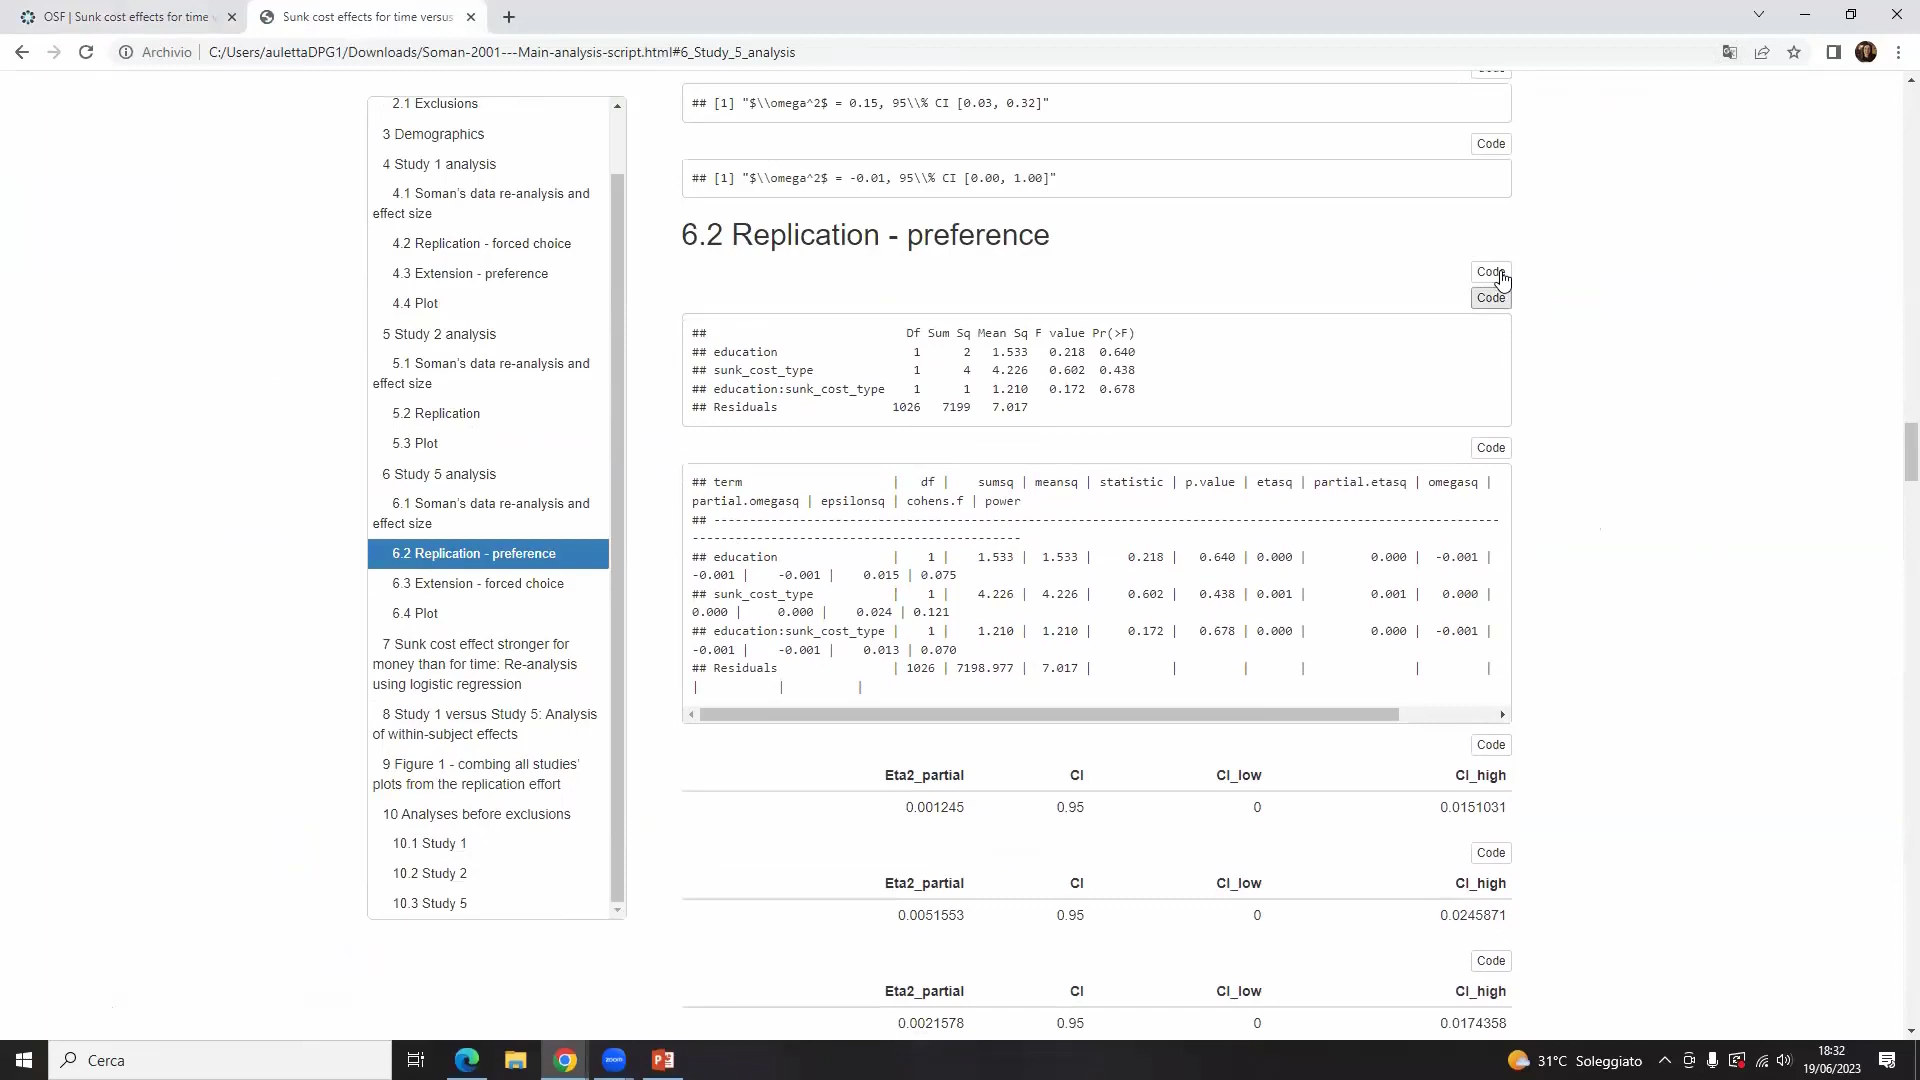 OSF | Sunk cost effects for time v
Sunk cost effects for time versus
Archivio
C:/Users/aulettaDPG1/Downloads/Soman-2001---Main-analysis-script.html#6_Study_5_analysis
2.1 Exclusions
3 Demographics
4 Study 1 analysis
4.1 Soman's data re-analysis and
effect size
4.2 Replication - forced choice
4.3 Extension - preference
4.4 Plot
5 Study 2 analysis
5.1 Soman's data re-analysis and
effect size
5.2 Replication
5.3 Plot
6 Study 5 analysis
6.1 Soman's data re-analysis and
effect size
6.2 Replication - preference
6.3 Extension - forced choice
6.4 Plot
7 Sunk cost effect stronger for
money than for time: Re-analysis
using logistic regression
8 Study 1 versus Study 5: Analysis
of within-subject effects
9 Figure 1 - combing all studies'
plots from the replication effort
10 Analyses before exclusions
10.1 Study 1
10.2 Study 2
10.3 Study 5
Code
## [1] "$\\omega^2$ = 0.15, 95\\% CI [0.03, 0.32]"
Code
## [1] "$\\omega^2$ = -0.01, 95\\% CI [0.00, 1.00]"
6.2 Replication - preference
Code
Code
## Df Sum Sq Mean Sq F value Pr(>F)
## education 1 2 1.533 0.218 0.640
## sunk_cost_type 1 4 4.226 0.602 0.438
## education:sunk_cost_type 1 1 1.210 0.172 0.678
## Residuals 1026 7199 7.017
Code
## term | df | sumsq | meansq | statistic | p.value | etasq | partial.etasq | omegasq |
partial.omegasq | epsilonsq | cohens.f | power
## -------------------------------------------------------------------------------------------------------------
----------------------------------------------
## education | 1 | 1.533 | 1.533 | 0.218 | 0.640 | 0.000 | 0.000 | -0.001 |
-0.001 | -0.001 | 0.015 | 0.075
## sunk_cost_type | 1 | 4.226 | 4.226 | 0.602 | 0.438 | 0.001 | 0.001 | 0.000 |
0.000 | 0.000 | 0.024 | 0.121
## education:sunk_cost_type | 1 | 1.210 | 1.210 | 0.172 | 0.678 | 0.000 | 0.000 | -0.001 |
-0.001 | -0.001 | 0.013 | 0.070
## Residuals | 1026 | 7198.977 | 7.017 | | | | | |
| | |
Code
Eta2_partial CI CI_low CI_high
0.001245 0.95 0 0.0151031
Code
Eta2_partial CI CI_low CI_high
0.0051553 0.95 0 0.0245871
Code
Eta2_partial CI CI_low CI_high
0.0021578 0.95 0 0.0174358
Cerca
zoom
31°C Soleggiato
18:32
19/06/2023